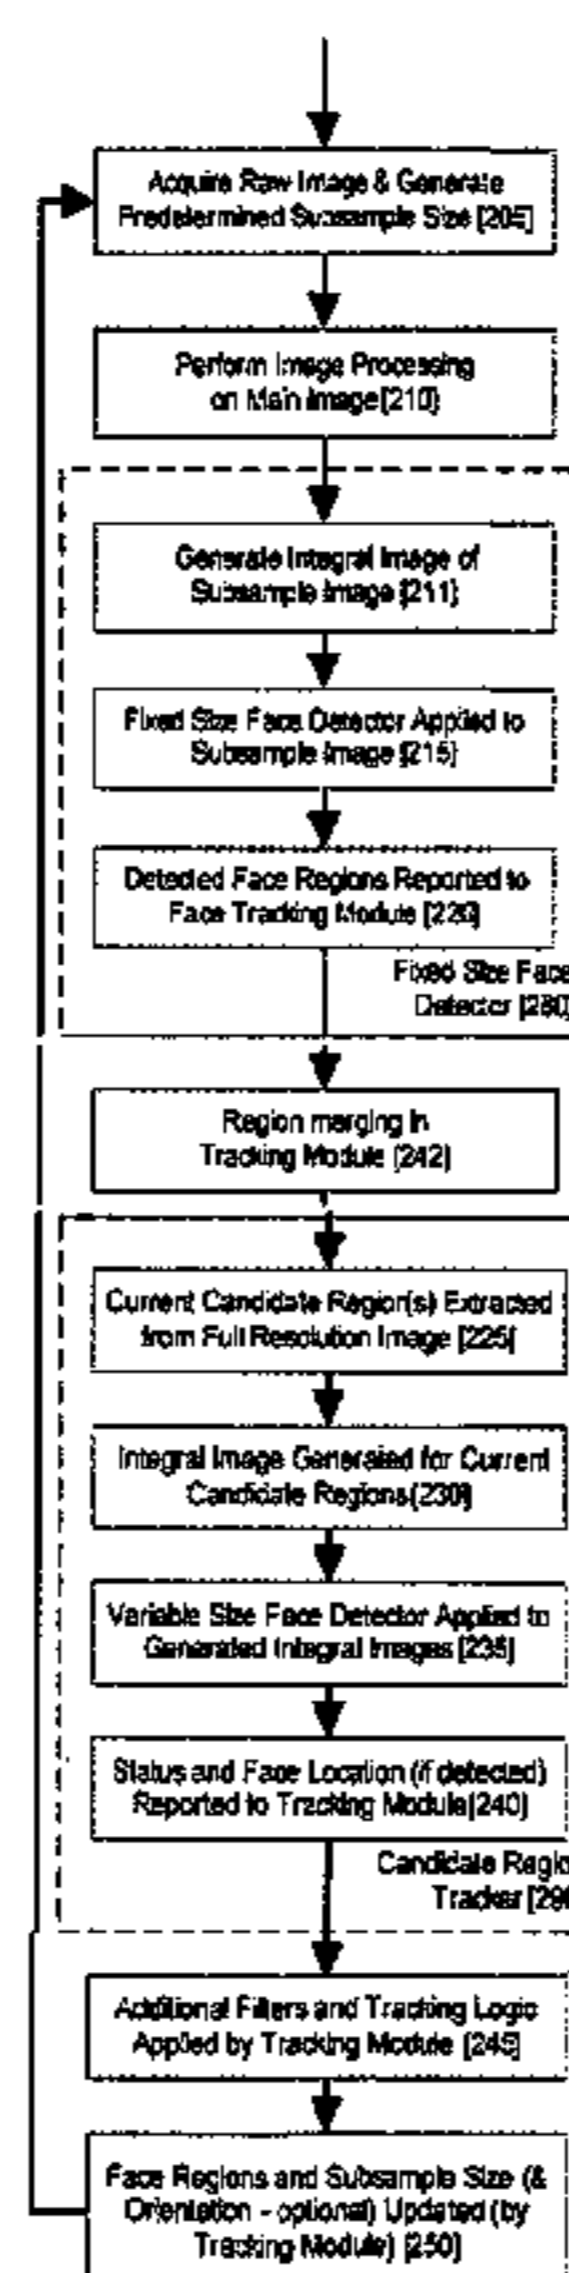 Acquire Raw Image & Generate
Predetermined Subsample Size [205]
Perform Image Processing
on Main Image[210]
Generate Integral Image of
Subsample Image [211]
Fixed Size Face Detector Applied to
Subsample Image [215]
Detected Face Regions Reported to
Face Tracking Module [220]
Fixed Size Face
Detector [280]
Region merging in
Tracking Module [242]
Current Candidate Region(s) Extracted
from Full Resolution Image [225]
Integral Image Generated for Current
Candidate Regions[230]
Variable Size Face Detector Applied to
Generated Integral Images [235]
Status and Face Location (if detected)
Reported to Tracking Module[240]
Candidate Regio
Tracker [29
Additional Filters and Tracking Logic
Applied by Tracking Module [245]
Face Regions and Subsample Size (&
Orientation - optional) Updated (by
Tracking Module) [250]